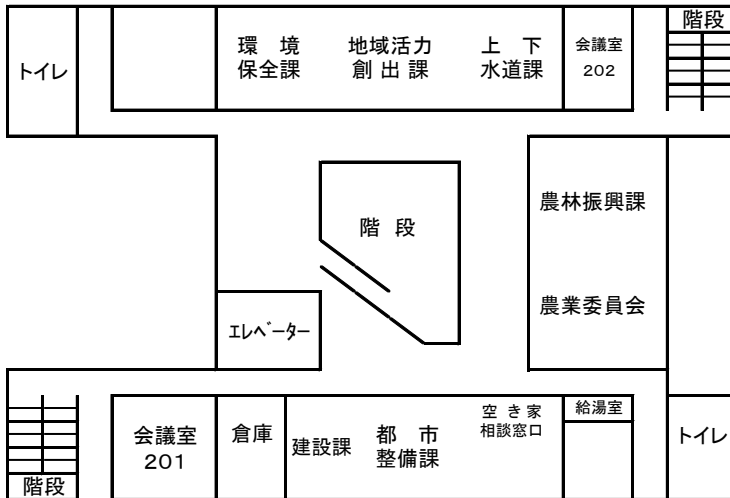 階段
環 境 地域活力 上 下 会議室
保全課 創出課 水道課 202
トイレ
農林振興課
階 段
農業委員会
エレベーター
空き家 給湯室
相談窓口
会議室 倉庫 建設課 都 市 トイレ
201 整備課
階段